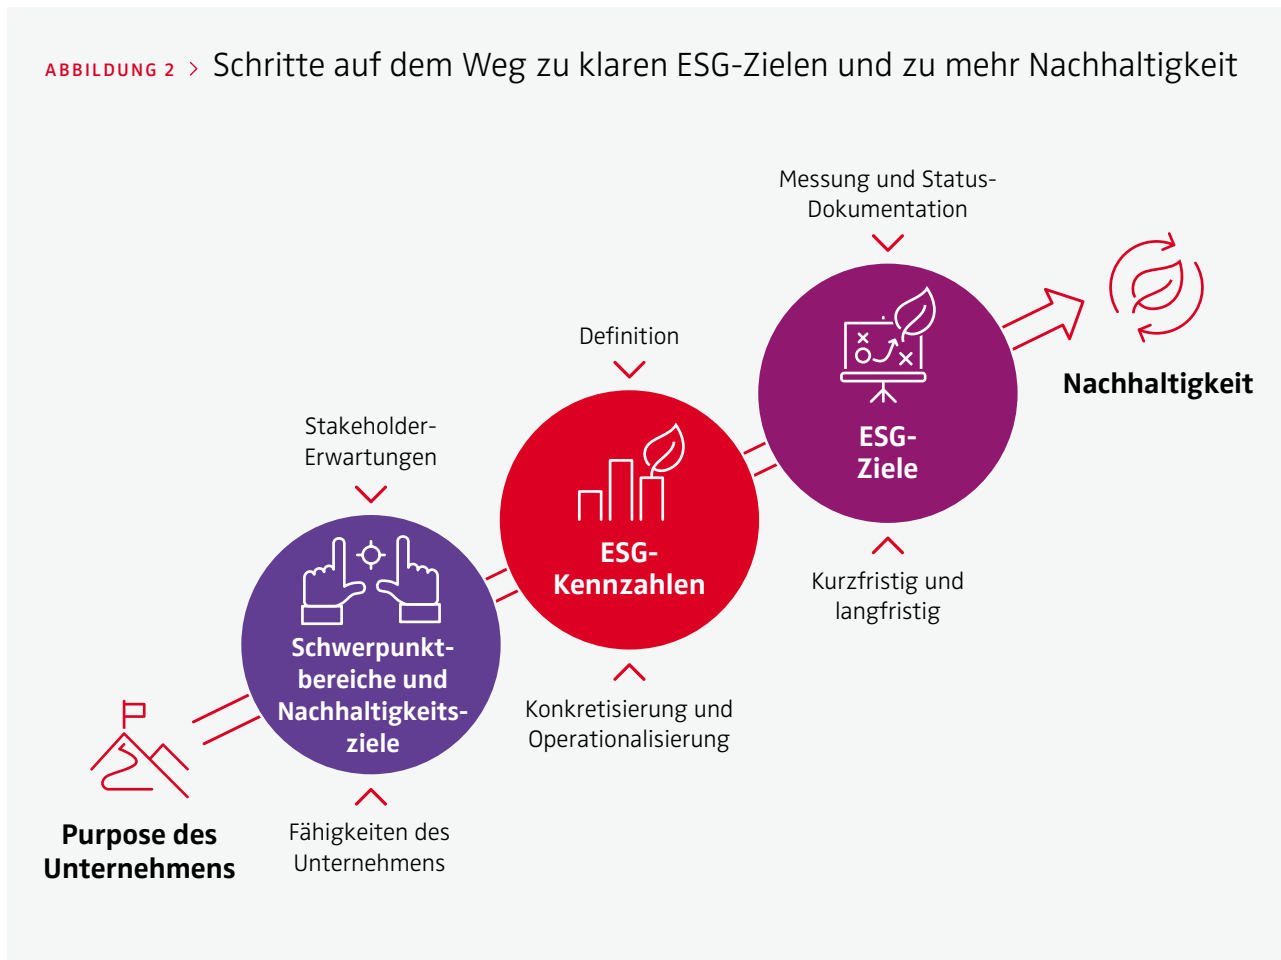 ABBILDUNG 2 > Schritte auf dem Weg zu klaren ESG-Zielen und zu mehr Nachhaltigkeit
Messung und Status-
Dokumentation
Nachhaltigkeit
ESG-
Ziele
Kurzfristig und
langfristig
Definition
ESG-
Kennzahlen
Konkretisierung und
Operationalisierung
Stakeholder-
Erwartungen
Schwerpunkt-
bereiche und
Nachhaltigkeits-
ziele
Fähigkeiten des
Unternehmens
Purpose des
Unternehmens